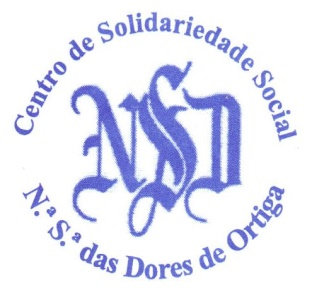 Centro de Solidariedade Social
NSD
N.ª S.ª das Dores de Ortiga